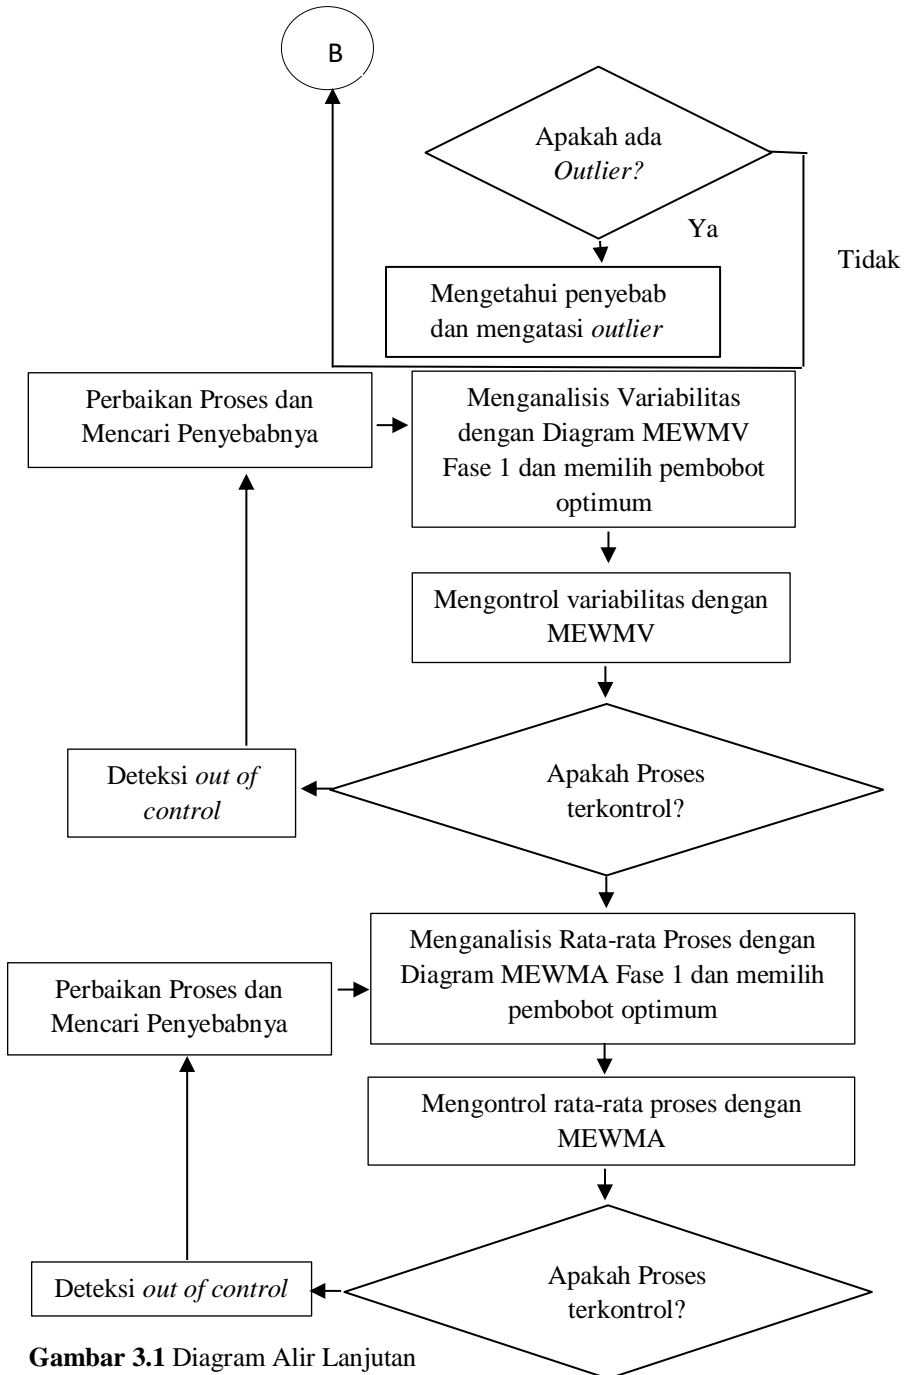 B
Apakah ada
Outlier?
Ya
Tidak
Mengetahui penyebab
dan mengatasi outlier
Perbaikan Proses dan
Mencari Penyebabnya
Menganalisis Variabilitas
dengan Diagram MEWMV
Fase 1 dan memilih pembobot
optimum
Mengontrol variabilitas dengan
MEWMV
Deteksi out of
control
Apakah Proses
terkontrol?
Menganalisis Rata-rata Proses dengan
Diagram MEWMA Fase 1 dan memilih
pembobot optimum
Perbaikan Proses dan
Mencari Penyebabnya
Mengontrol rata-rata proses dengan
MEWMA
Deteksi out of control
Apakah Proses
terkontrol?
Gambar 3.1 Diagram Alir Lanjutan